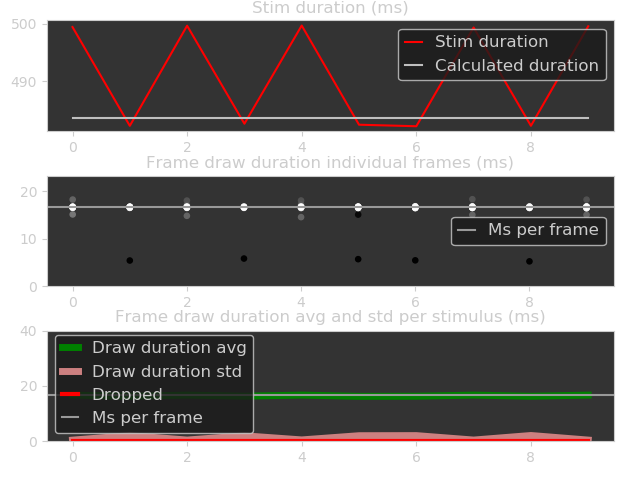 Stim duration (ms)
500
490
Stim duration
Calculated duration
0 2 4 6 8
Frame draw duration individual frames (ms)
20
10
0
Ms per frame
0 2 4 6 8
Frame draw duration avg and std per stimulus (ms)
40
20
0
Draw duration avg
Draw duration std
Dropped
Ms per frame
0 2 4 6 8